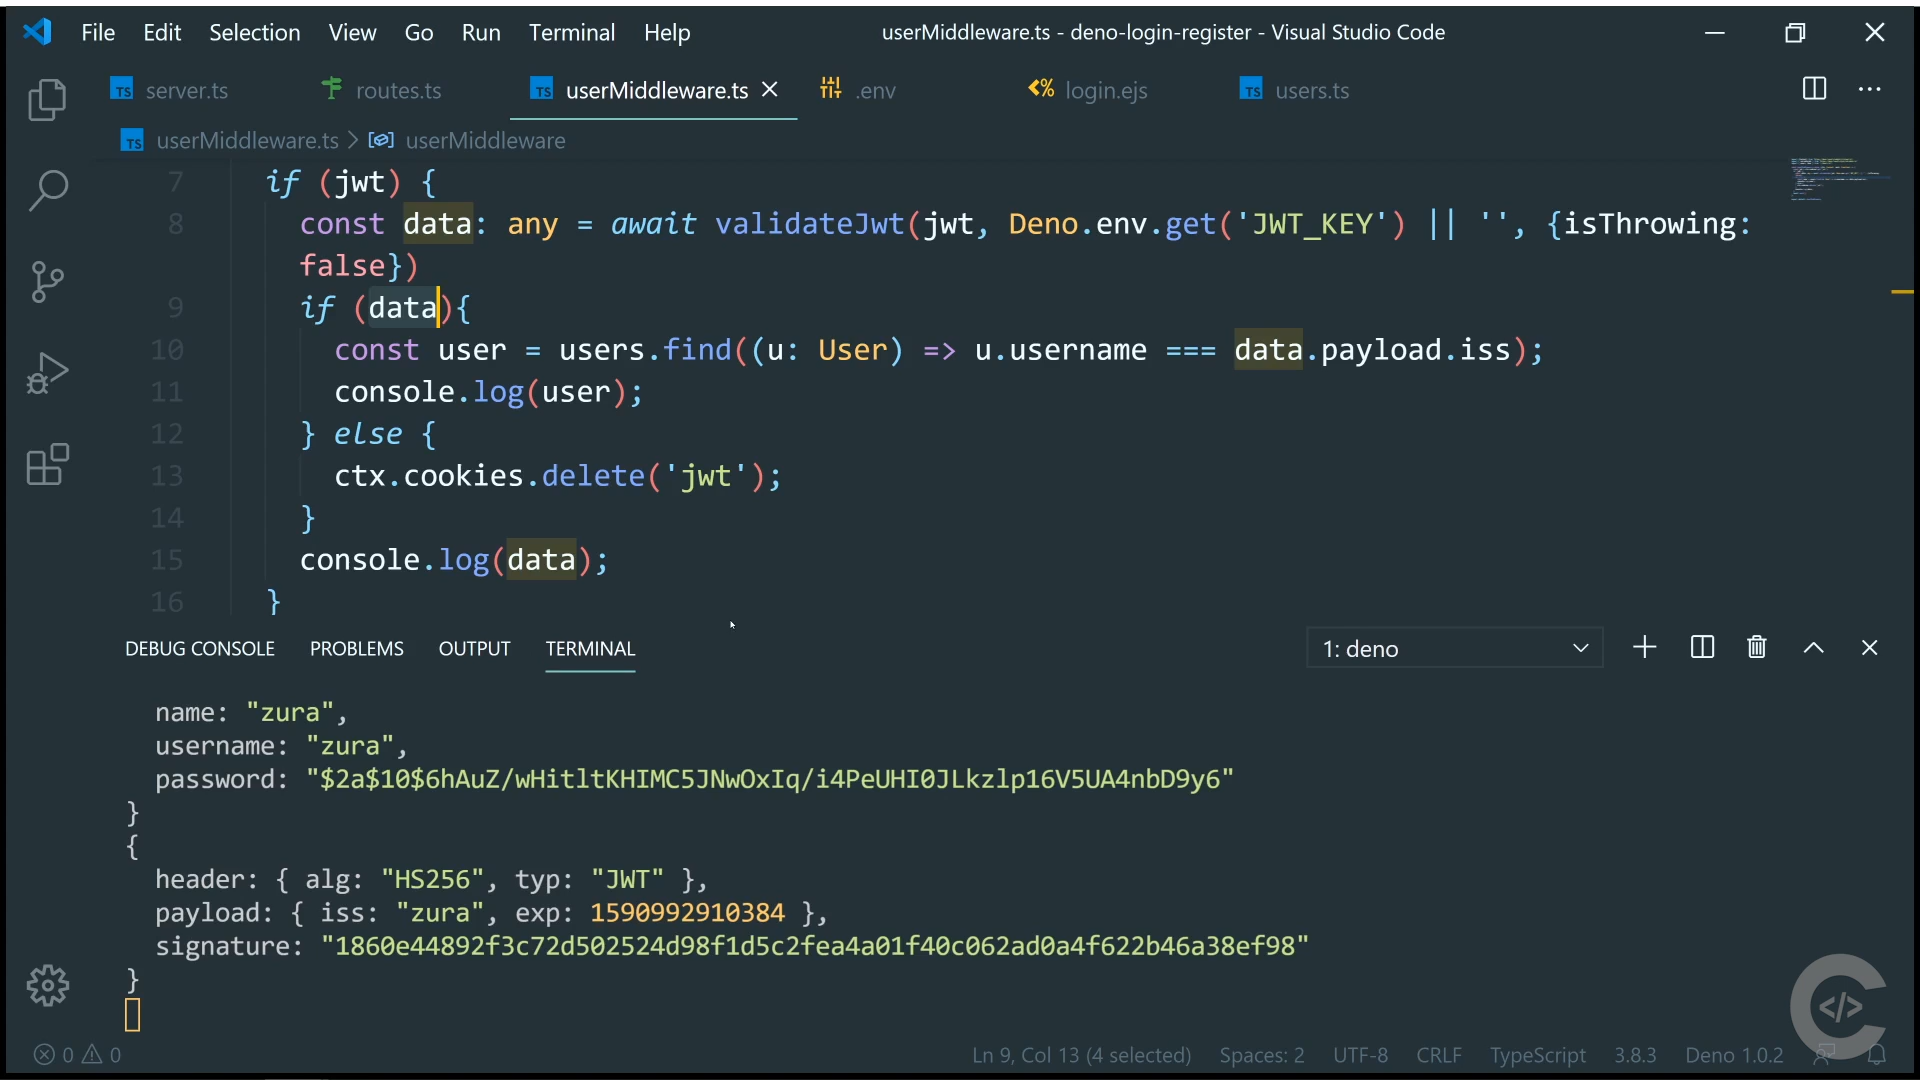 File Edit Selection View Go Run Terminal Help userMiddleware.ts - deno-login-register - Visual Studio Code
TS server.ts routes.ts TS userMiddleware.ts .env <% login.ejs TS users.ts
TS userMiddleware.ts > userMiddleware
7 if (jwt) {
8 const data: any = await validateJwt(jwt, Deno.env.get('JWT_KEY') || '', {isThrowing:
false})
9 if (data){
10 const user = users.find((u: User) => u.username === data.payload.iss);
11 console.log(user);
12 } else {
13 ctx.cookies.delete('jwt');
14 }
15 console.log(data);
16 }
DEBUG CONSOLE PROBLEMS OUTPUT TERMINAL 1: deno
name: "zura",
username: "zura",
password: "$2a$10$6hAuZ/wHitltKHIMC5JNwOxIq/i4PeUHI0JLkzlp16V5UA4nbD9y6"
}
{
header: { alg: "HS256", typ: "JWT" },
payload: { iss: "zura", exp: 1590992910384 },
signature: "1860e44892f3c72d502524d98f1d5c2fea4a01f40c062ad0a4f622b46a38ef98"
}
</>
0 0 Ln 9, Col 13 (4 selected) Spaces: 2 UTF-8 CRLF TypeScript 3.8.3 Deno 1.0.2